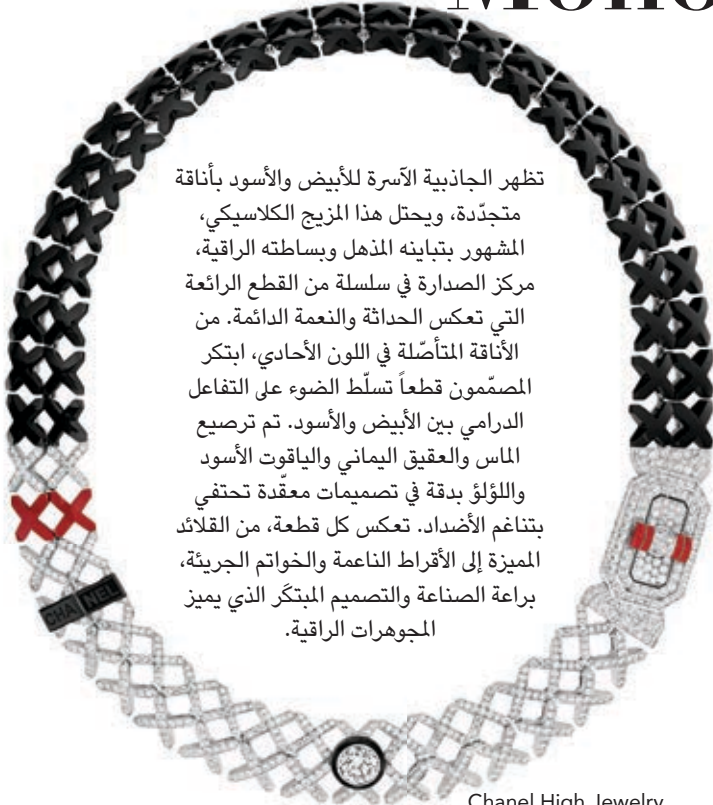 تظهر الجاذبية الآسرة للأبيض والأسود بأناقة
متجدّدة، ويحتل هذا المزيج الكلاسيكي،
المشهور بتباينه المذهل وبساطته الراقية،
مركز الصدارة في سلسلة من القطع الرائعة
التي تعكس الحداثة والنعمة الدائمة. من
الأناقة المتأصّلة في اللون الأحادي، ابتكر
المصمّمون قطعاً تسلّط الضوء على التفاعل
الدرامي بين الأبيض والأسود. تم ترصيع
الماس والعقيق اليماني والياقوت الأسود
واللؤلؤ بدقة في تصميمات معقّدة تحتفي
بتناغم الأضداد. تعكس كل قطعة، من القلائد
المميزة إلى الأقراط الناعمة والخواتم الجريئة،
براعة الصناعة والتصميم المبتكَر الذي يميز
المجوهرات الراقية.
CHANEL
Chanel High Jewelry